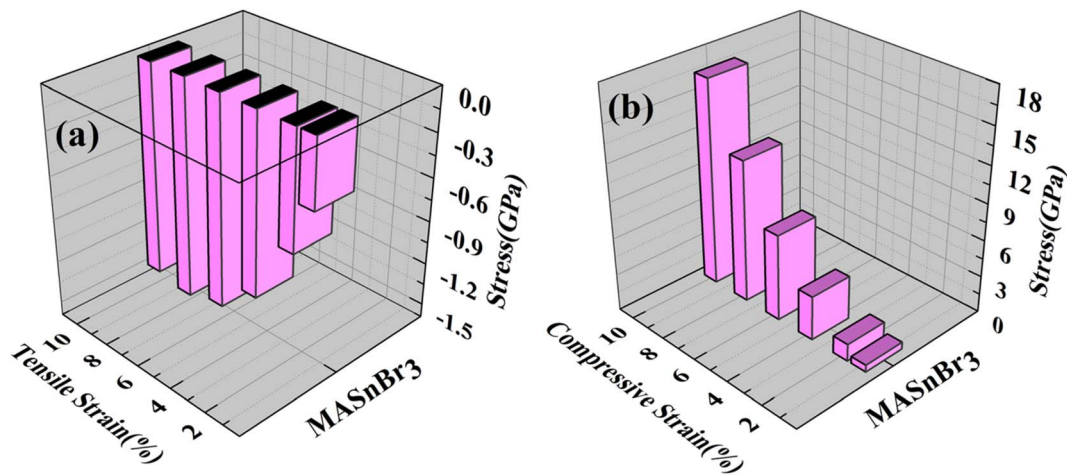 (a)
0.0
-0.3
-0.6
-0.9
-1.2
-1.5
Stress(GPa)
10
8
6
4
2
Tensile Strain(%)
MASnBr3
(b)
18
15
12
9
6
3
0
Stress(GPa)
10
8
6
4
2
Compressive Strain(%)
MASnBr3